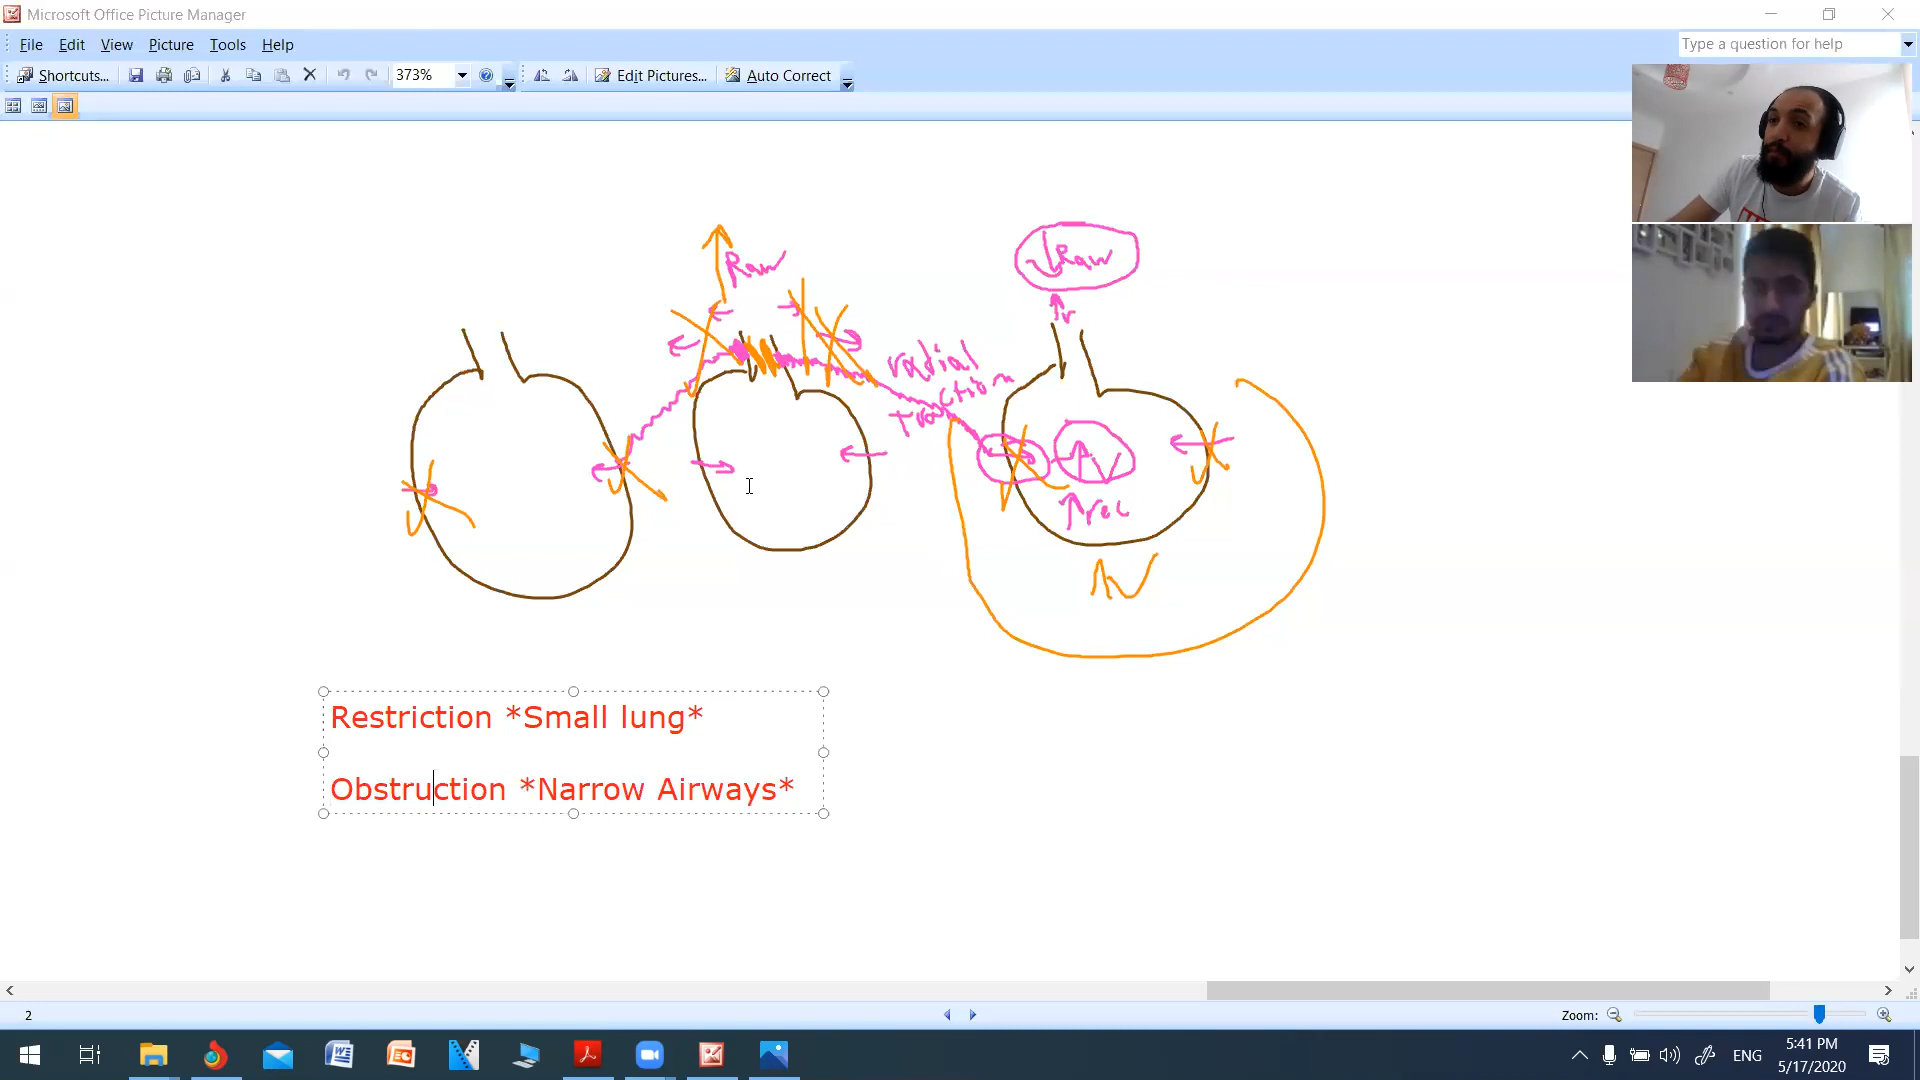 Microsoft Office Picture Manager
File Edit View Picture Tools Help
Type a question for help
Shortcuts... 373% Edit Pictures... Auto Correct
Raw
↓Raw
r
radial
traction
↑V
↑rec
↑V
Restriction *Small lung*
Obstruction *Narrow Airways*
2
Zoom:
ENG
5:41 PM
5/17/2020